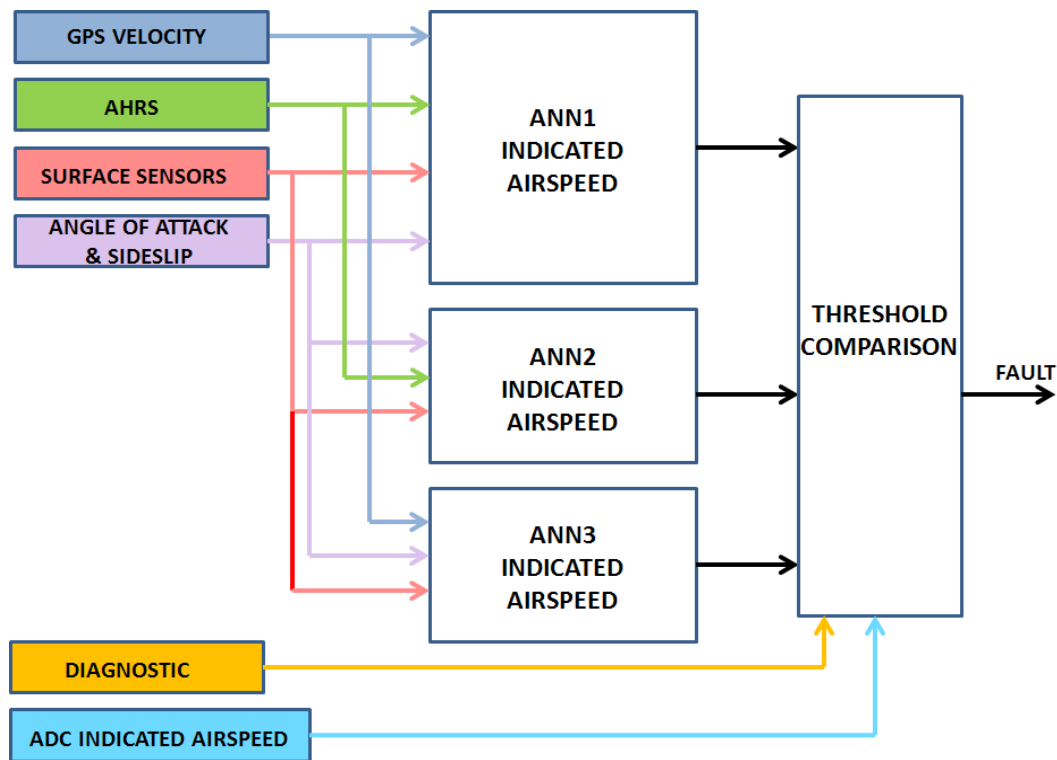 GPS VELOCITY
AHRS
SURFACE SENSORS
ANGLE OF ATTACK
& SIDESLIP
ANN1
INDICATED
AIRSPEED
ANN2
INDICATED
AIRSPEED
ANN3
INDICATED
AIRSPEED
THRESHOLD
COMPARISON
FAULT
DIAGNOSTIC
ADC INDICATED AIRSPEED